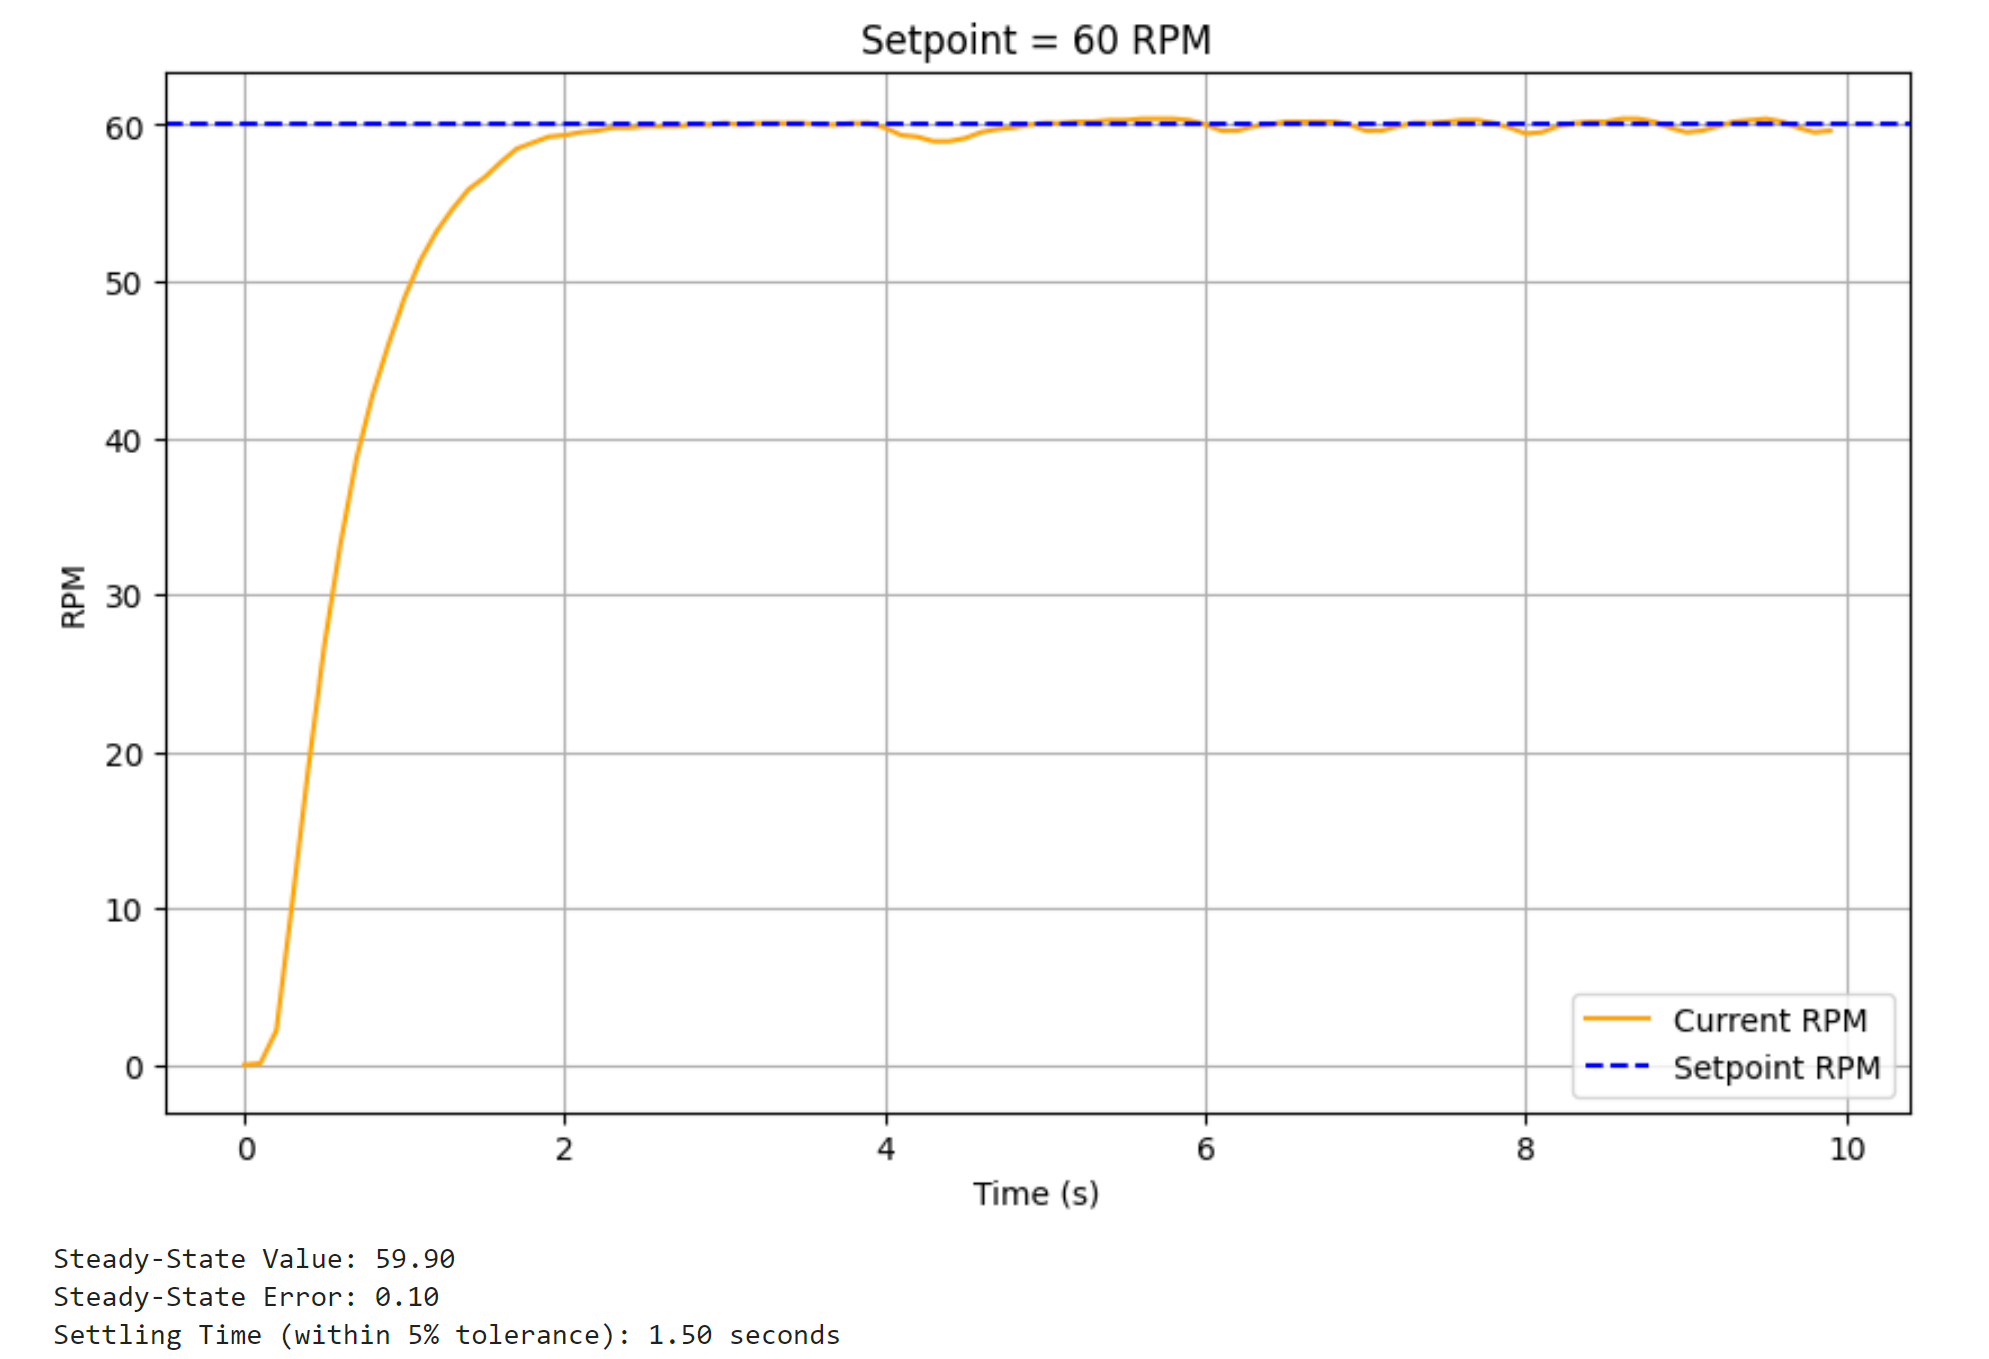 Setpoint = 60 RPM
60
50
40
30
20
10
0
RPM
0 2 4 6 8 10
Time (s)
Current RPM
Setpoint RPM
Steady-State Value: 59.90
Steady-State Error: 0.10
Settling Time (within 5% tolerance): 1.50 seconds